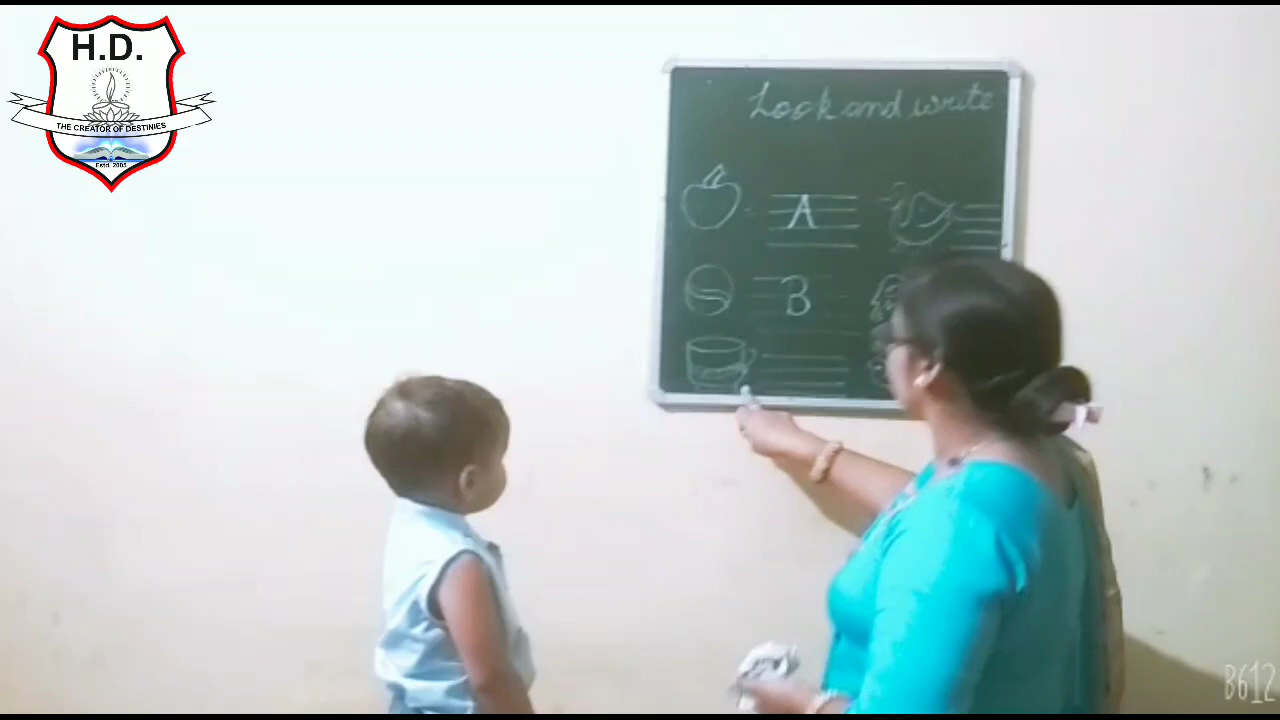 H.D.
THE CREATOR OF DESTINIES
Estd. 2005
Look and write
A
B
B612